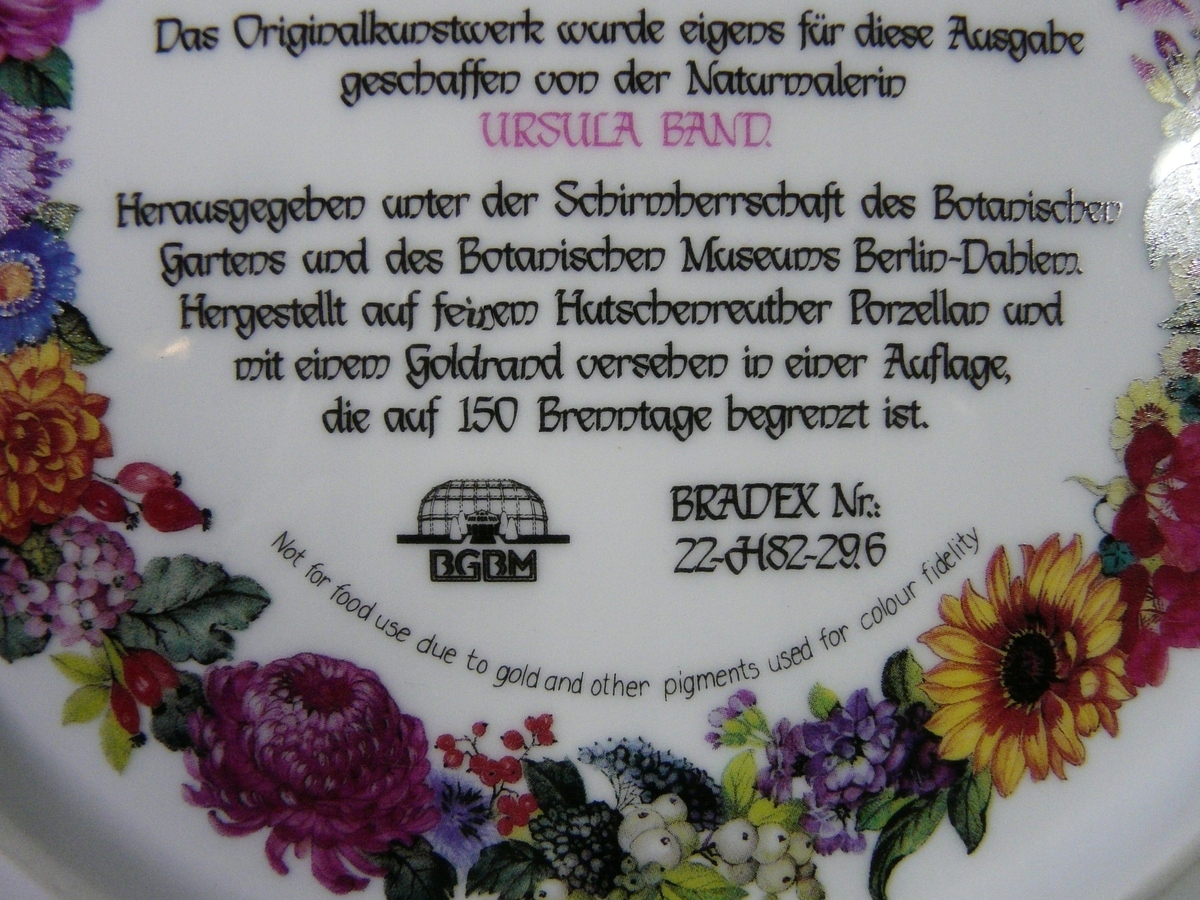 Das Originalkunstwerk wurde eigens für diese Ausgabe
geschaffen von der Naturmalerin
URSULA BAND.
Herausgegeben unter der Schirmherrschaft des Botanischen
Gartens und des Botanischen Museums Berlin-Dahlem.
Hergestellt auf feinem Hutschenreuther Porzellan und
mit einem Goldrand versehen in einer Auflage,
die auf 150 Brenntage begrenzt ist.
BGBM
BRADEX Nr.:
22-H82-29.6
Not for food use due to gold and other pigments used for colour fidelity